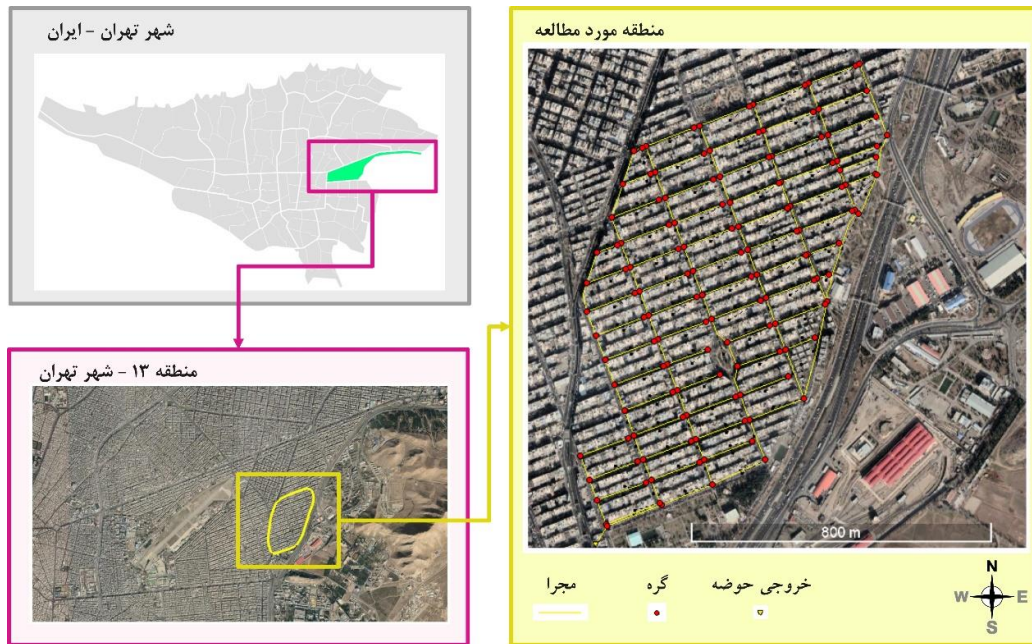 شهر تهران - ایران
منطقه ۱۳ - شهر تهران
منطقه مورد مطالعه
800 m
خروجی حوضه
گره
مجرا
N
W
E
S